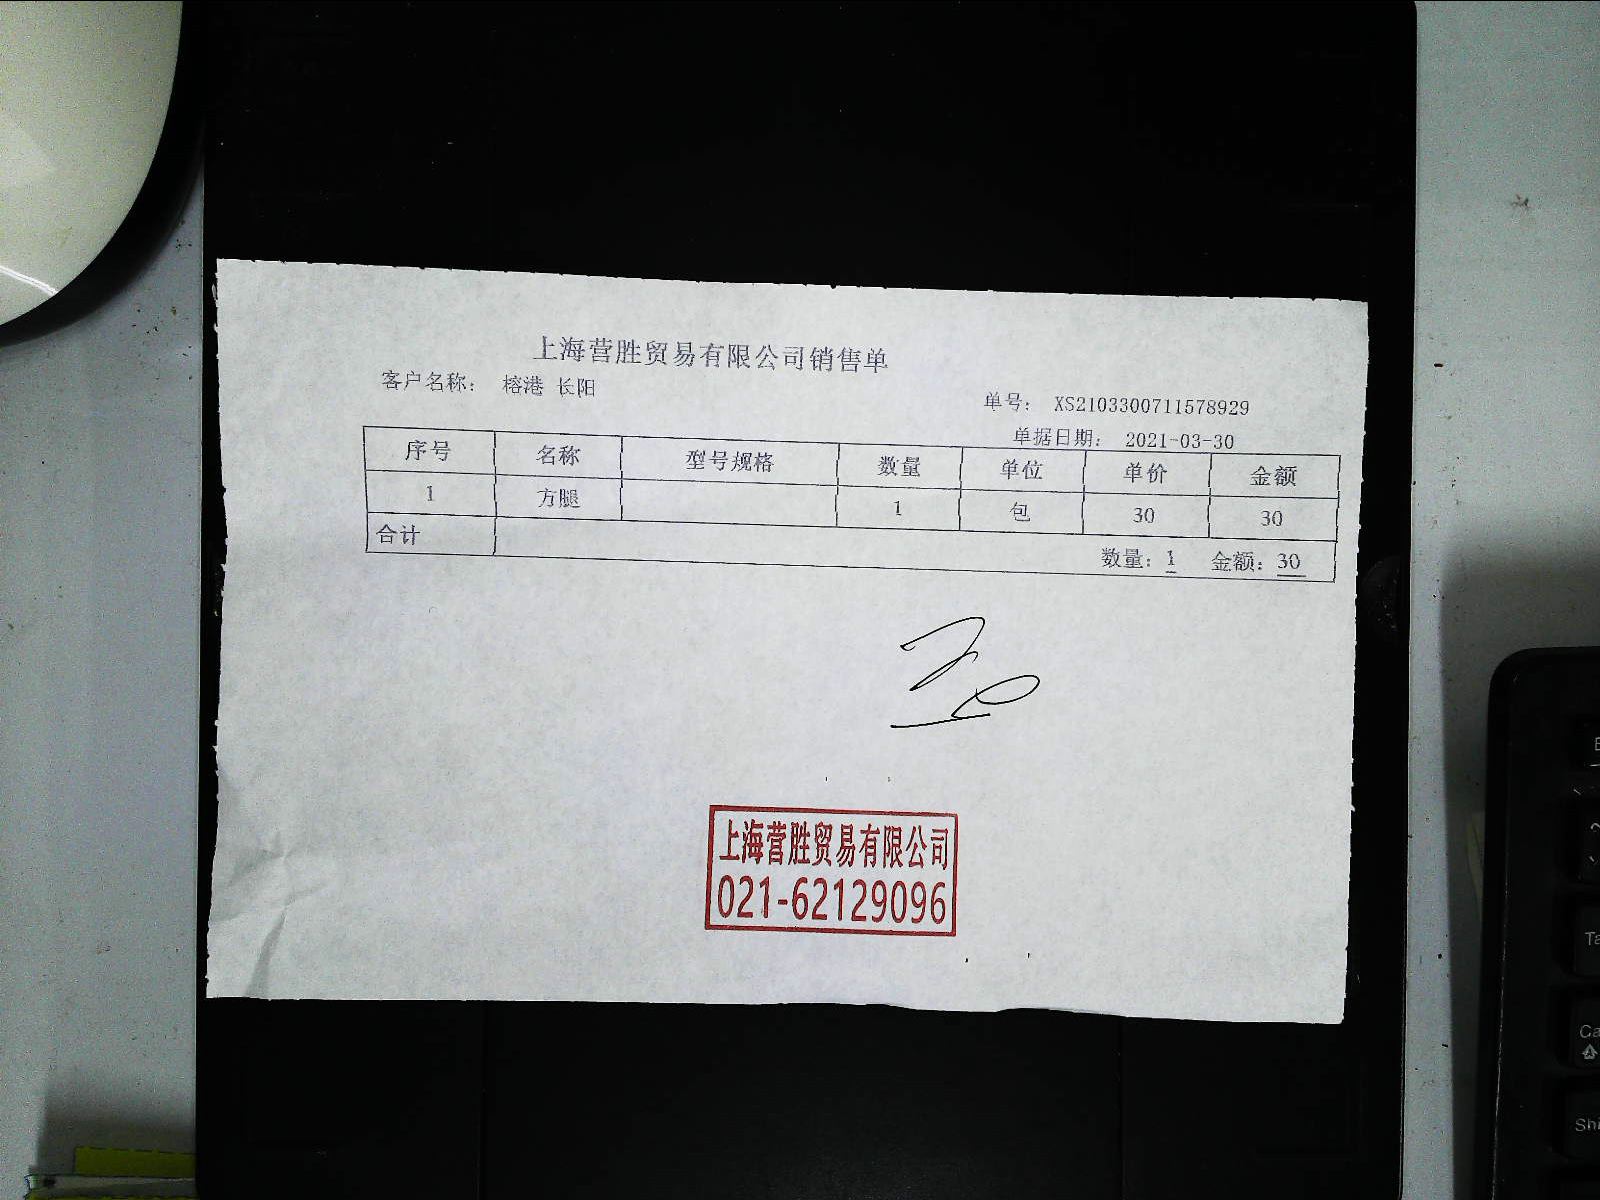 上海营胜贸易有限公司销售单
客户名称: 榕港 长阳
单号: XS2103300711578929
单据日期: 2021-03-30
序号 名称 型号规格 数量 单位 单价 金额
1 方腿 1 包 30 30
合计 数量: 1 金额: 30
上海营胜贸易有限公司
021-62129096